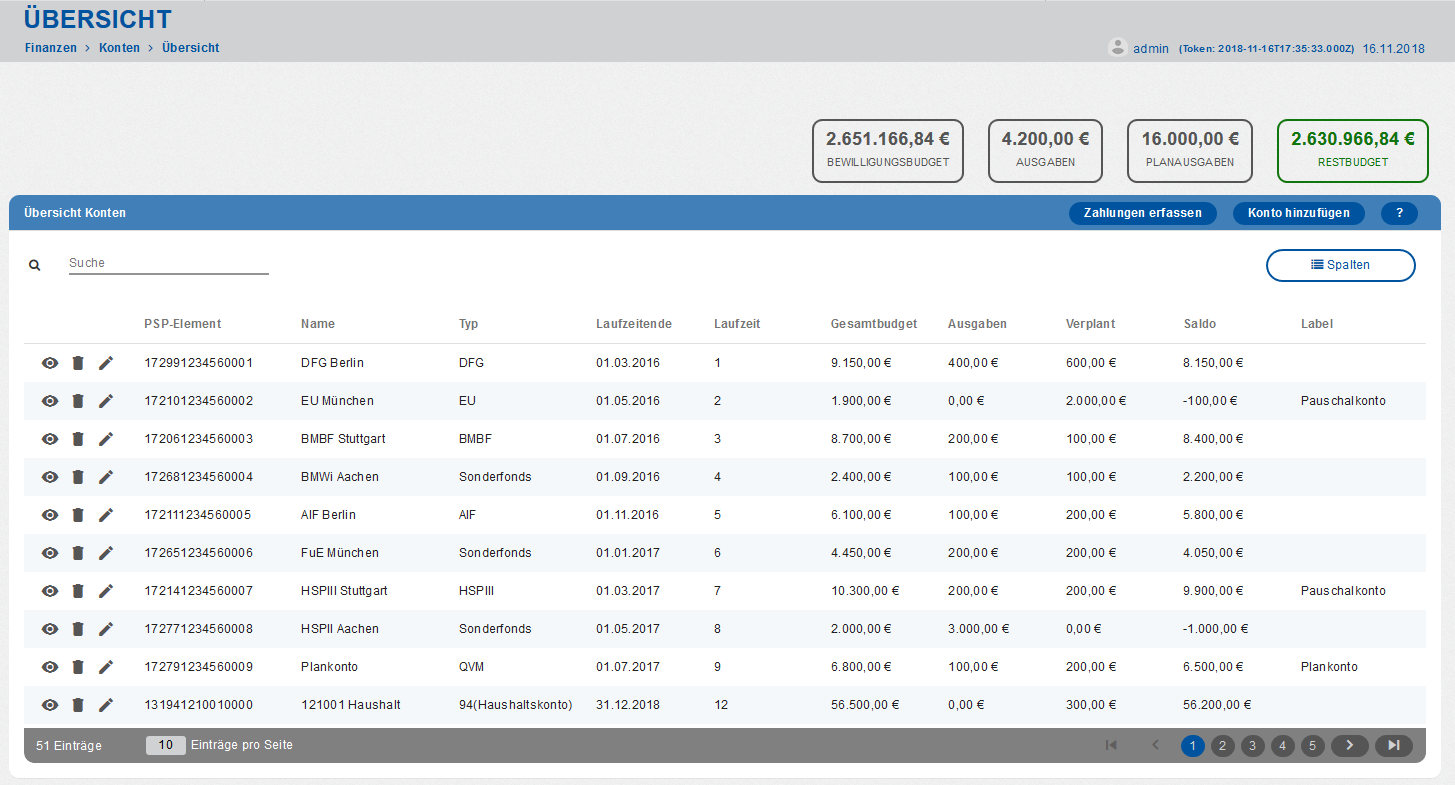 ÜBERSICHT
Finanzen > Konten > Übersicht
admin (Token: 2018-11-16T17:35:33.000Z) 16.11.2018
2.651.166,84 € 4.200,00 € 16.000,00 € 2.630.966,84 €
BEWILLIGUNGSBUDGET AUSGABEN PLANAUSGABEN RESTBUDGET
Übersicht Konten Zahlungen erfassen Konto hinzufügen ?
Suche Spalten
PSP-Element Name Typ Laufzeitende Laufzeit Gesamtbudget Ausgaben Verplant Saldo Label
172991234560001 DFG Berlin DFG 01.03.2016 1 9.150,00 € 400,00 € 600,00 € 8.150,00 €
172101234560002 EU München EU 01.05.2016 2 1.900,00 € 0,00 € 2.000,00 € -100,00 € Pauschalkonto
172061234560003 BMBF Stuttgart BMBF 01.07.2016 3 8.700,00 € 200,00 € 100,00 € 8.400,00 €
172681234560004 BMWi Aachen Sonderfonds 01.09.2016 4 2.400,00 € 100,00 € 100,00 € 2.200,00 €
172111234560005 AIF Berlin AIF 01.11.2016 5 6.100,00 € 100,00 € 200,00 € 5.800,00 €
172651234560006 FuE München Sonderfonds 01.01.2017 6 4.450,00 € 200,00 € 200,00 € 4.050,00 €
172141234560007 HSPIII Stuttgart HSPIII 01.03.2017 7 10.300,00 € 200,00 € 200,00 € 9.900,00 € Pauschalkonto
172771234560008 HSPII Aachen Sonderfonds 01.05.2017 8 2.000,00 € 3.000,00 € 0,00 € -1.000,00 €
172791234560009 Plankonto QVM 01.07.2017 9 6.800,00 € 100,00 € 200,00 € 6.500,00 € Plankonto
131941210010000 121001 Haushalt 94(Haushaltskonto) 31.12.2018 12 56.500,00 € 0,00 € 300,00 € 56.200,00 €
51 Einträge 10 Einträge pro Seite 1 2 3 4 5